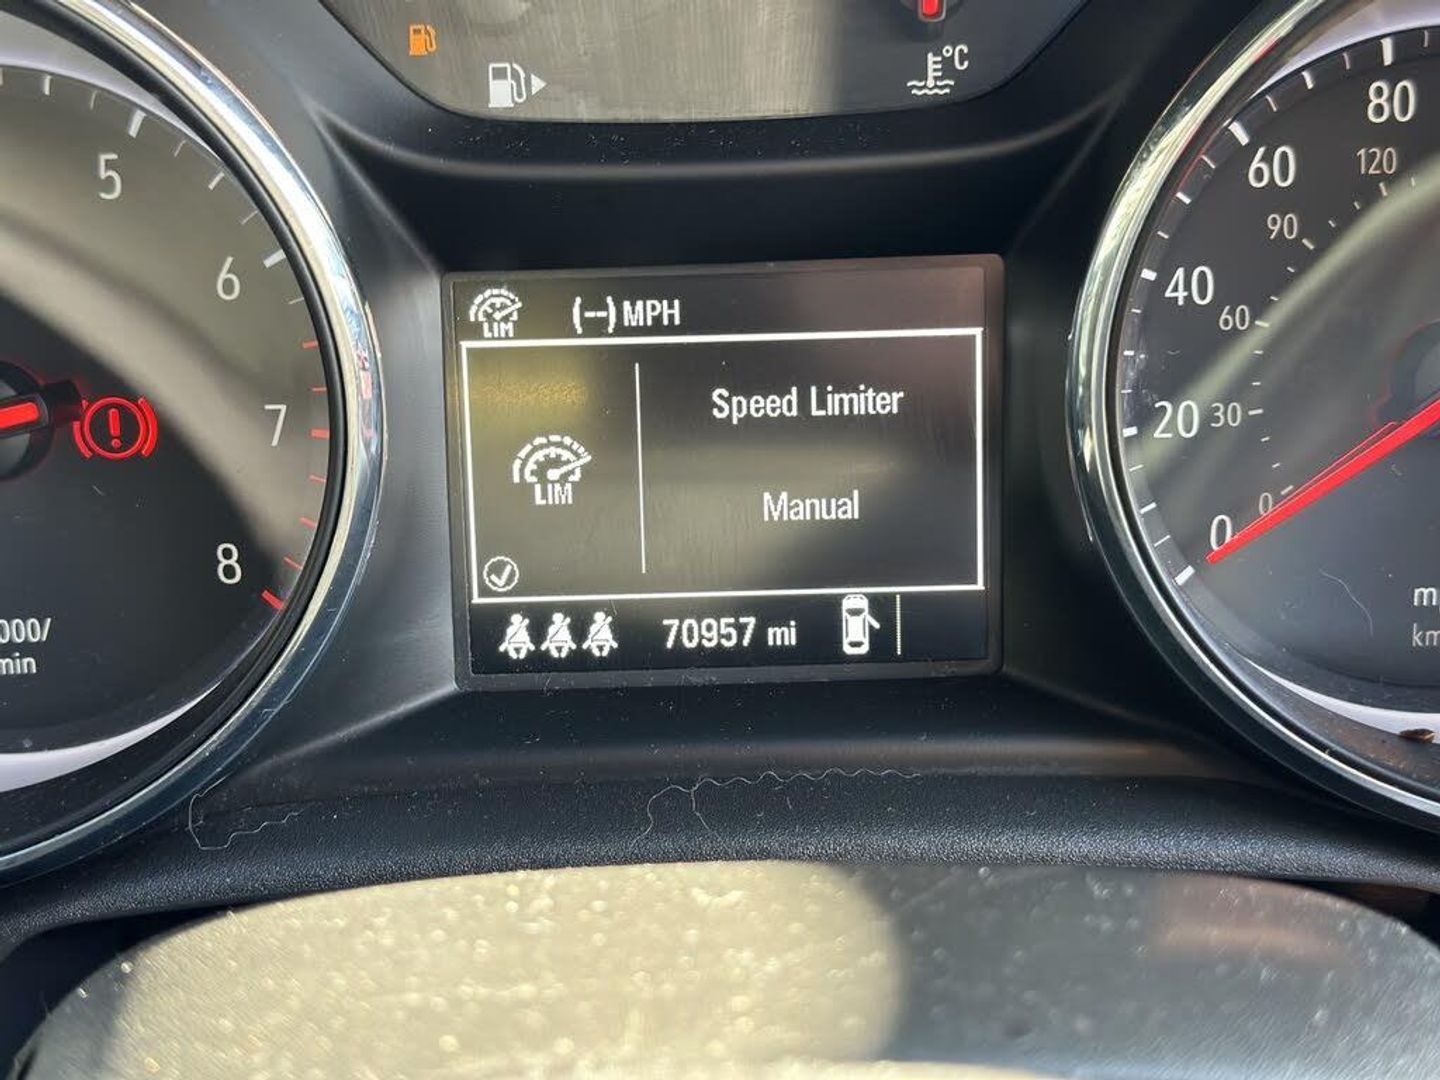 °C
5
6
7
8
000/
min
LIM
(--) MPH
Speed Limiter
LIM
Manual
70957 mi
80
60
120
90
40
60
20 30
0 0
m
km